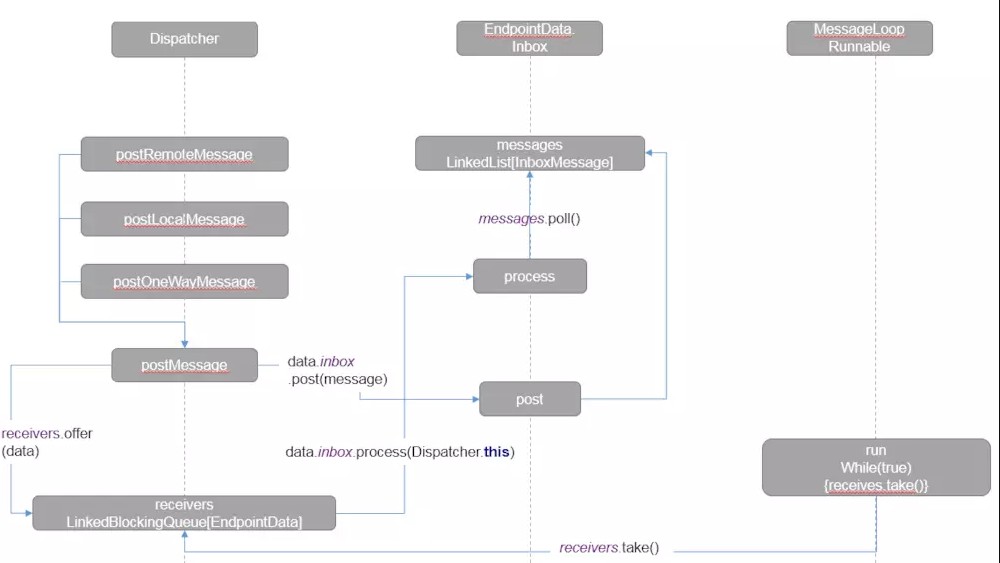 Dispatcher
EndpointData.
Inbox
MessageLoop
Runnable
postRemoteMessage
messages
LinkedList[InboxMessage]
postLocalMessage
messages.poll()
postOneWayMessage
process
postMessage
data.inbox
.post(message)
post
receivers.offer
(data)
data.inbox.process(Dispatcher.this)
run
While(true)
{receives.take()}
receivers
LinkedBlockingQueue[EndpointData]
receivers.take()